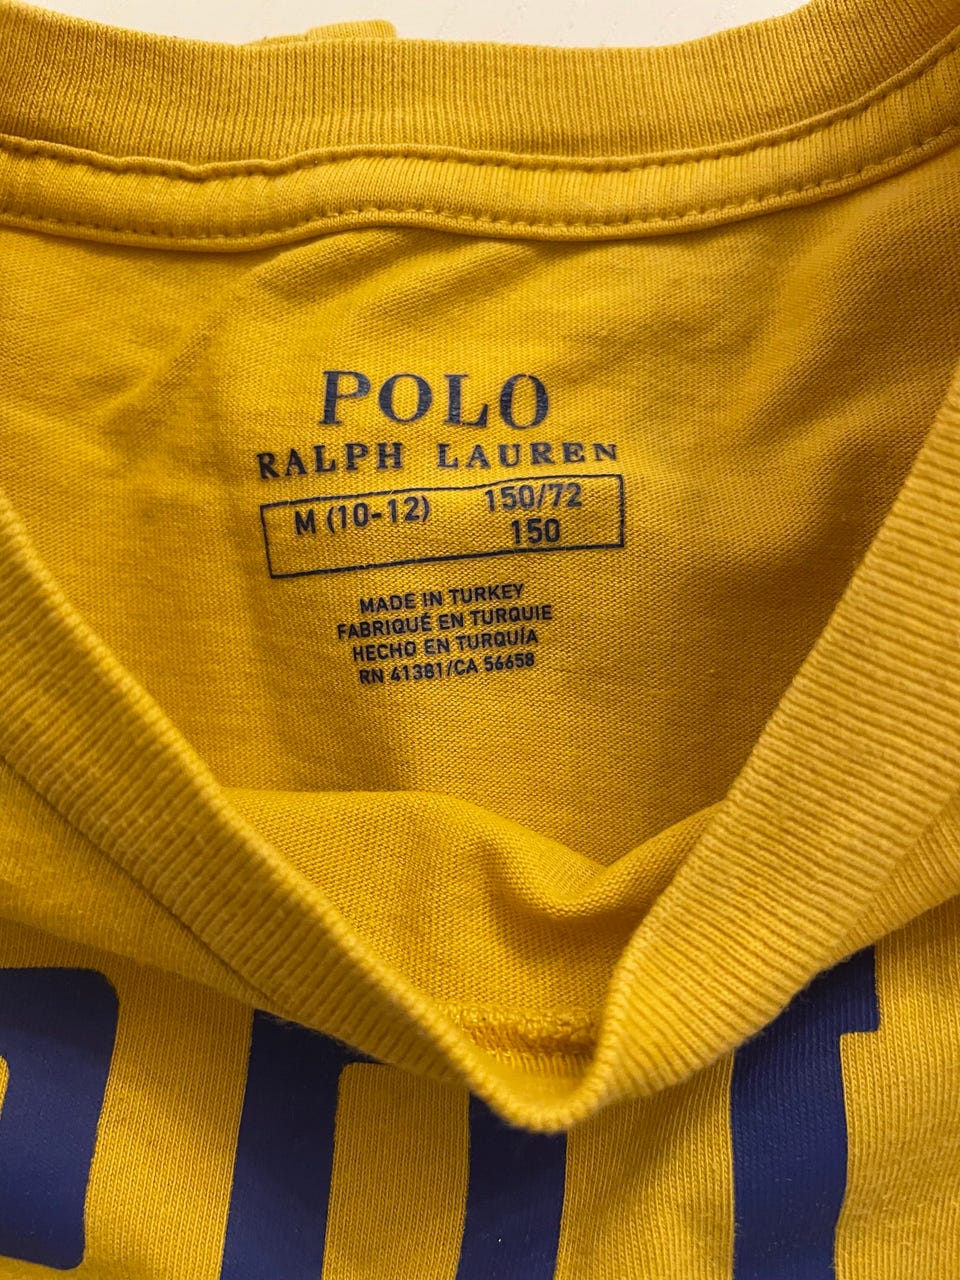 POLO
RALPH LAUREN
M (10-12) 150/72
150
MADE IN TURKEY
FABRIQUÉ EN TURQUIE
HECHO EN TURQUÍA
RN 41381/CA 56658